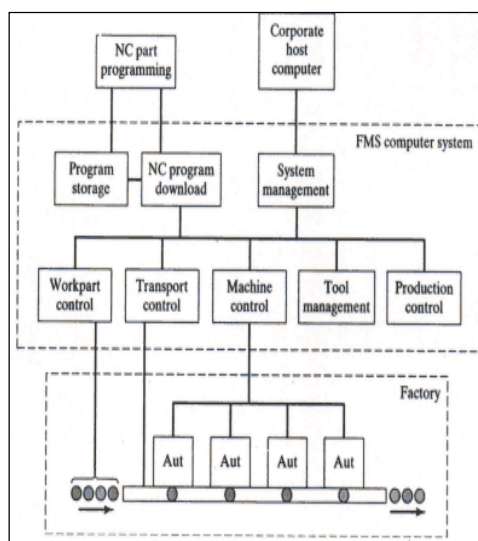 NC part
programming
Corporate
host
computer
FMS computer system
Program
storage
NC program
download
System
management
Workpart
control
Transport
control
Machine
control
Tool
management
Production
control
Factory
Aut
Aut
Aut
Aut